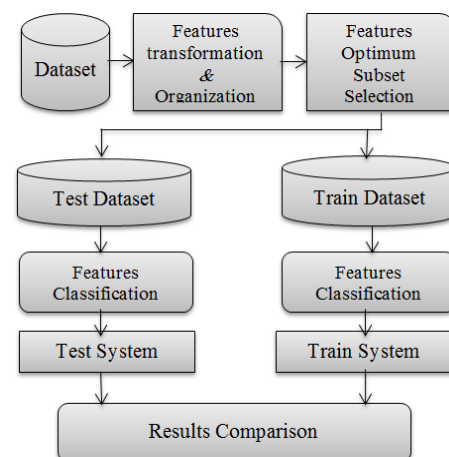 Dataset
Features
transformation
&
Organization
Features
Optimum
Subset
Selection
Test Dataset
Train Dataset
Features
Classification
Features
Classification
Test System
Train System
Results Comparison